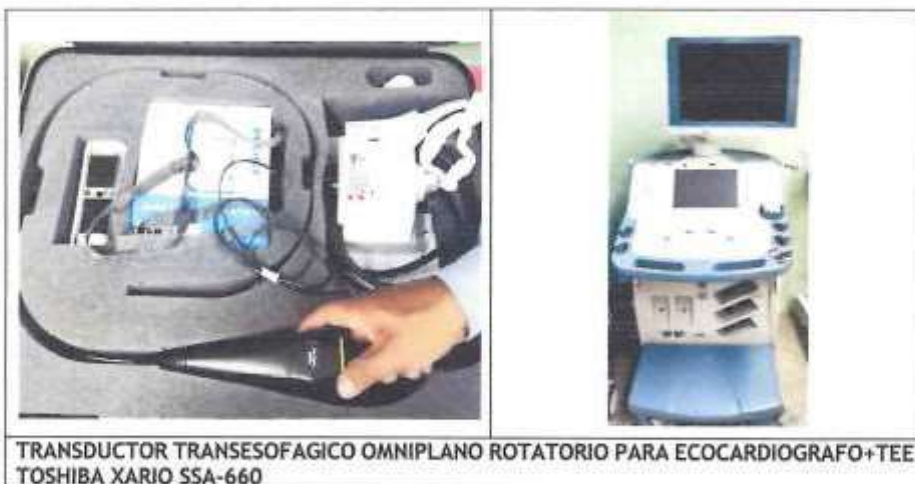 TRANSDUCTOR TRANSESOFAGICO OMNIPLANO ROTATORIO PARA ECOCARDIOGRAFO+TEE
TOSHIBA XARIO SSA-660